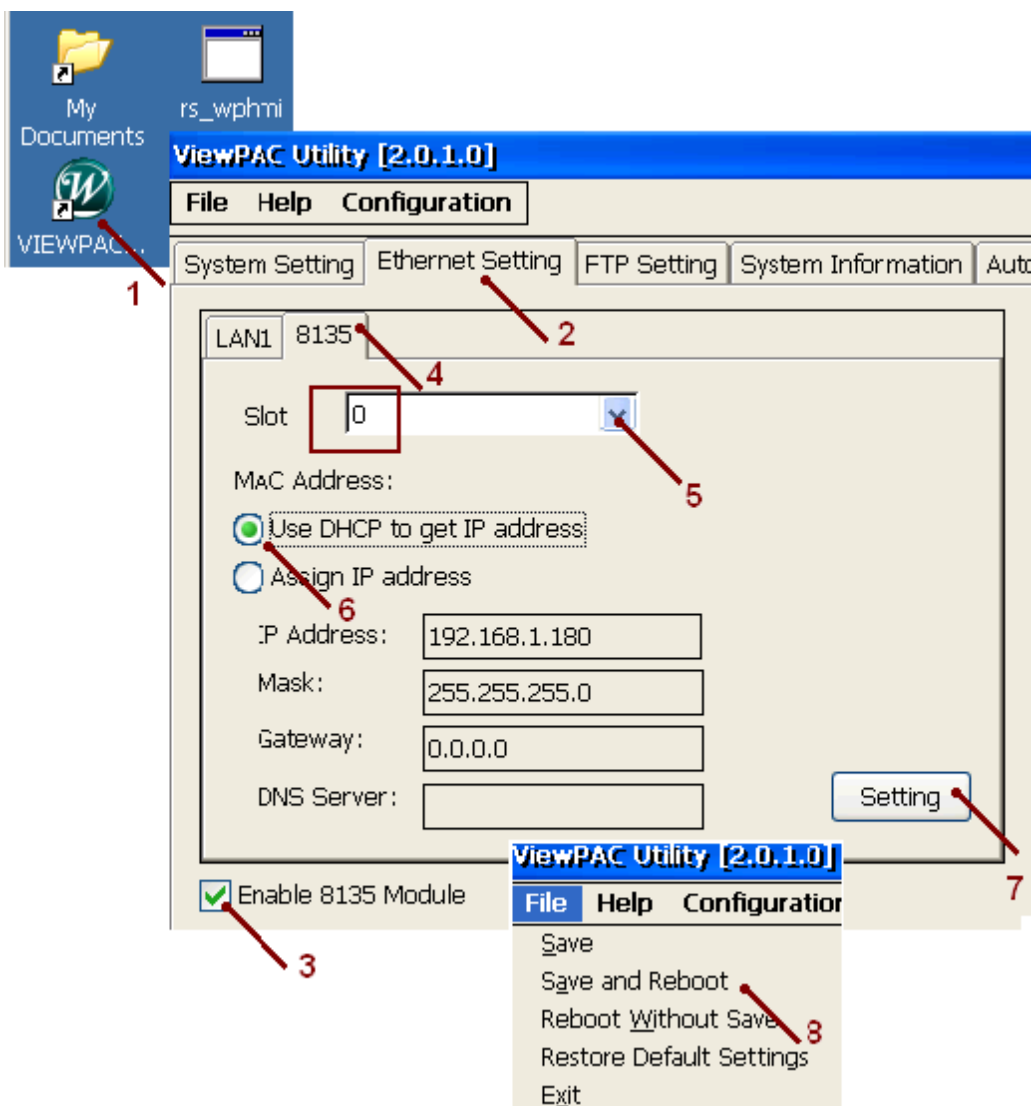 My
Documents
rs_wphmi
VIEWPAC...
1
ViewPAC Utility [2.0.1.0]
File Help Configuration
System Setting Ethernet Setting FTP Setting System Information Auto
2
LAN1 8135
4
Slot 0
5
MAC Address:
Use DHCP to get IP address
6
Assign IP address
IP Address: 192.168.1.180
Mask: 255.255.255.0
Gateway: 0.0.0.0
DNS Server:
Setting
7
Enable 8135 Module
3
ViewPAC Utility [2.0.1.0]
File Help Configuration
Save
Save and Reboot
8
Reboot Without Save
Restore Default Settings
Exit